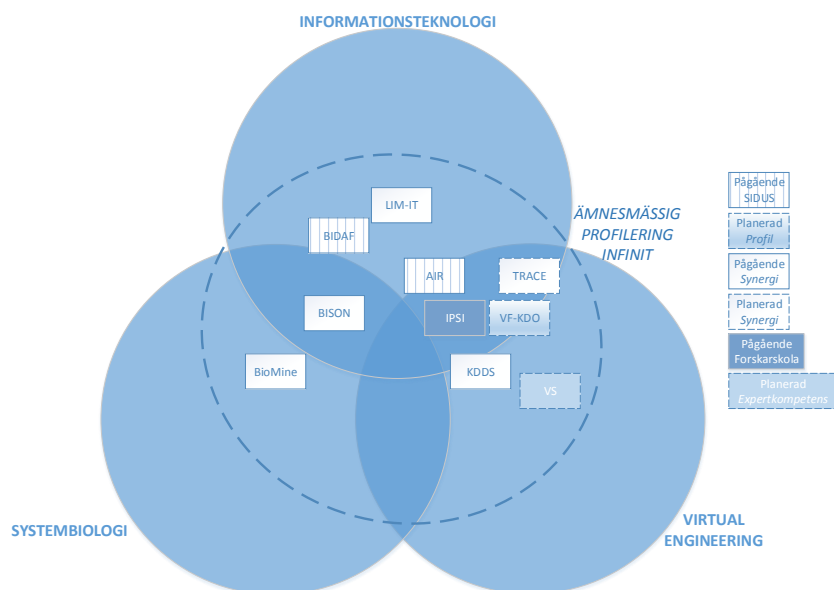 INFORMATIONSTEKNOLOGI
LIM-IT
BIDAF
ÄMNESMÄSSIG
PROFILERING
INFINIT
AIR
TRACE
BISON
IPSI
VF-KDO
BioMine
KDDS
VS
SYSTEMBIOLOGI
VIRTUAL
ENGINEERING
Pågående
SIDUS
Planerad
Profil
Pågående
Synergi
Planerad
Synergi
Pågående
Forskarskola
Planerad
Expertkompetens